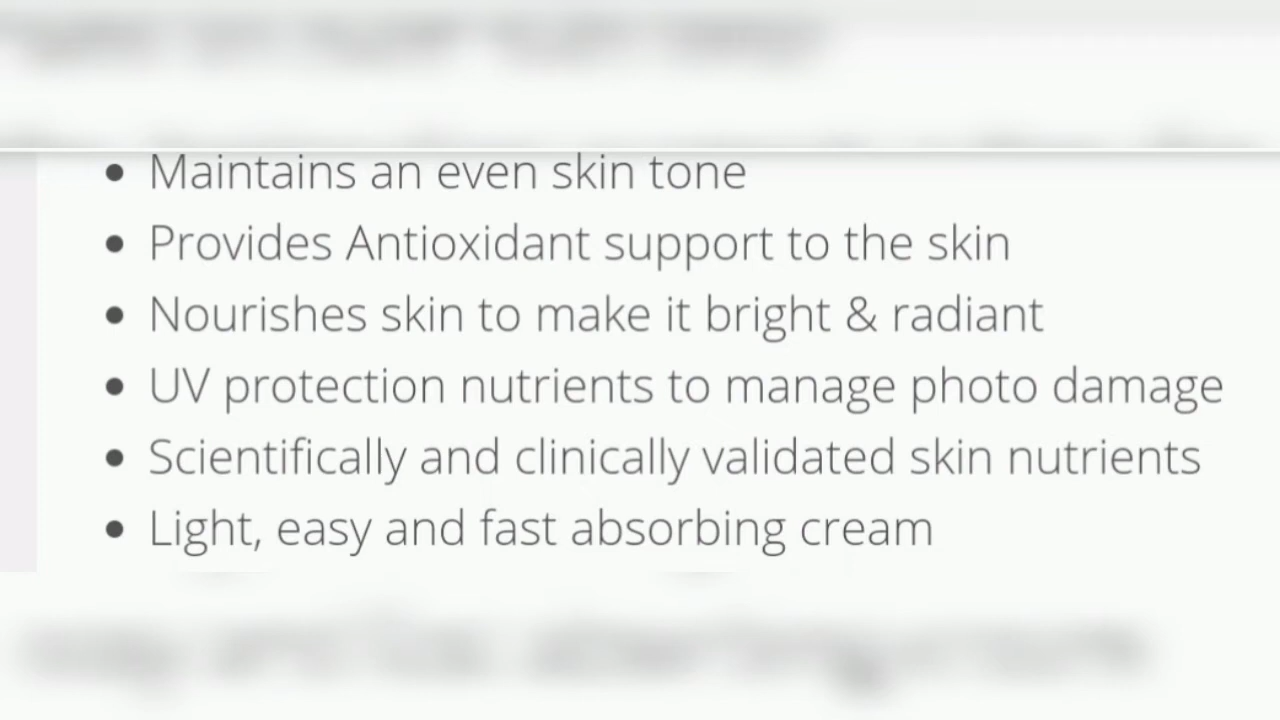 • Maintains an even skin tone
• Provides Antioxidant support to the skin
• Nourishes skin to make it bright & radiant
• UV protection nutrients to manage photo damage
• Scientifically and clinically validated skin nutrients
• Light, easy and fast absorbing cream